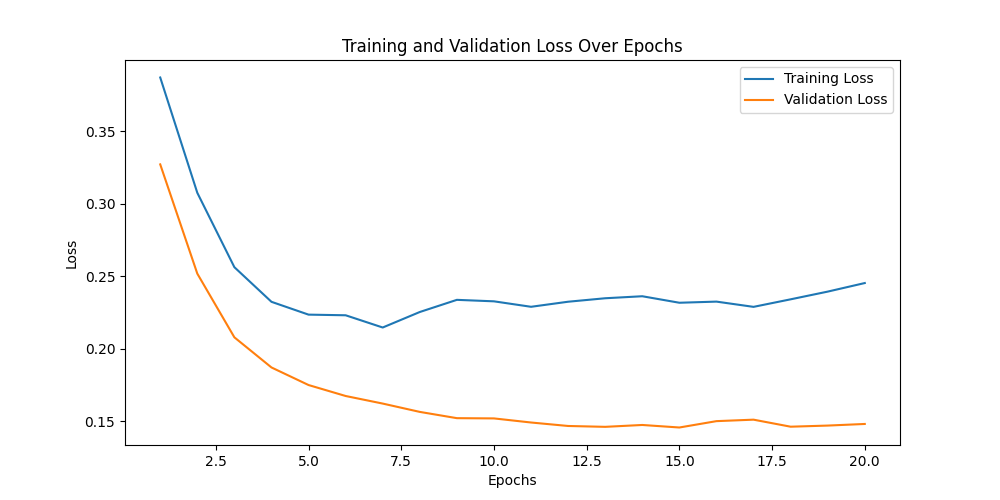 Training and Validation Loss Over Epochs
Training Loss
Validation Loss
Loss
0.35
0.30
0.25
0.20
0.15
2.5 5.0 7.5 10.0 12.5 15.0 17.5 20.0
Epochs